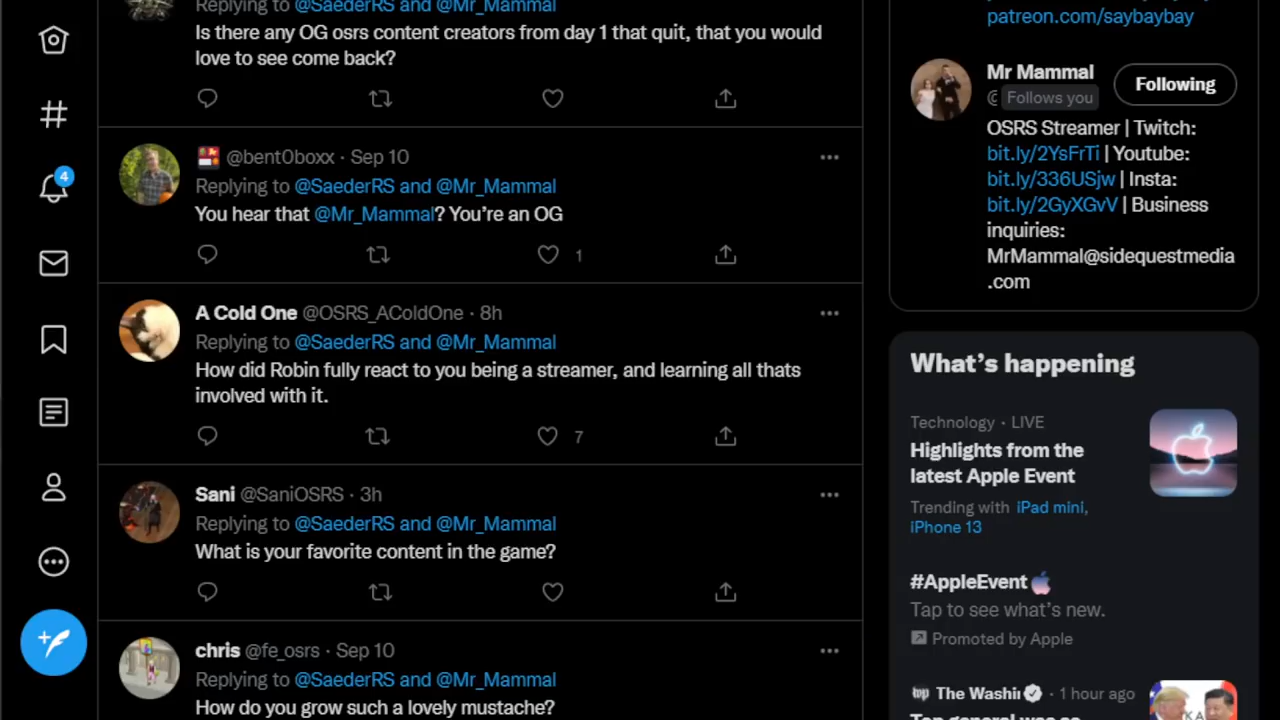 Replying to @SaederRS and @Mr_Mammal
Is there any OG osrs content creators from day 1 that quit, that you would
love to see come back?
@bent0boxx · Sep 10
Replying to @SaederRS and @Mr_Mammal
You hear that @Mr_Mammal? You're an OG
1
A Cold One @OSRS_AColdOne · 8h
Replying to @SaederRS and @Mr_Mammal
How did Robin fully react to you being a streamer, and learning all thats
involved with it.
7
Sani @SaniOSRS · 3h
Replying to @SaederRS and @Mr_Mammal
What is your favorite content in the game?
chris @fe_osrs · Sep 10
Replying to @SaederRS and @Mr_Mammal
How do you grow such a lovely mustache?
4
patreon.com/saybaybay
Mr Mammal
Following
@ Follows you
OSRS Streamer | Twitch:
bit.ly/2YsFrTi | Youtube:
bit.ly/336USjw | Insta:
bit.ly/2GyXGvV | Business
inquiries:
MrMammal@sidequestmedia
.com
What's happening
Technology · LIVE
Highlights from the
latest Apple Event
Trending with iPad mini,
iPhone 13
#AppleEvent
Tap to see what's new.
Promoted by Apple
wp The Washi · 1 hour ago
Top general was so